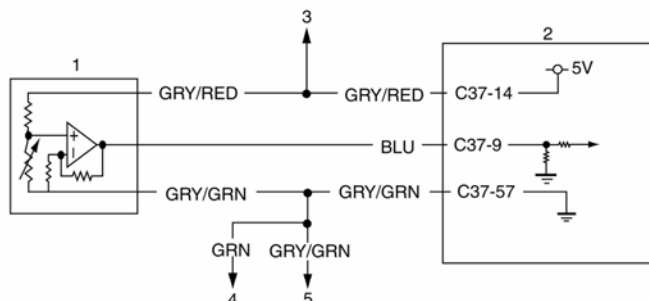 3
1
2
GRY/RED GRY/RED C37-14 5V
+
−
BLU C37-9
GRY/GRN GRY/GRN C37-57
GRN GRY/GRN
4 5